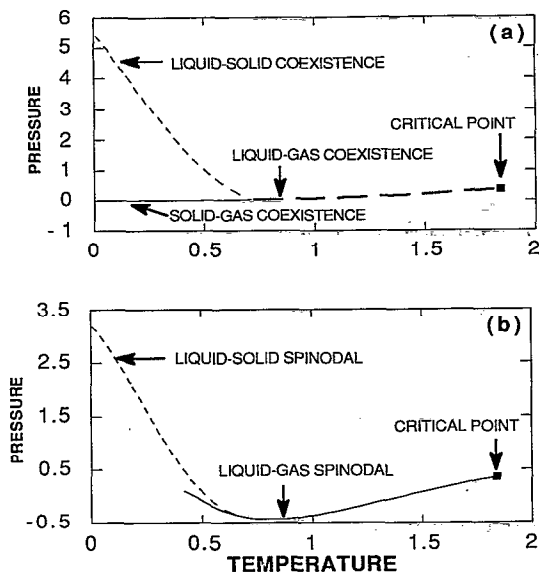 6
(a)
5
LIQUID-SOLID COEXISTENCE
4
CRITICAL POINT
3
PRESSURE
2
LIQUID-GAS COEXISTENCE
1
0
SOLID-GAS COEXISTENCE
-1
0 0.5 1 1.5 2
3.5
(b)
2.5
LIQUID-SOLID SPINODAL
PRESSURE
1.5
CRITICAL POINT
0.5
LIQUID-GAS SPINODAL
-0.5
0 0.5 1 1.5 2
TEMPERATURE